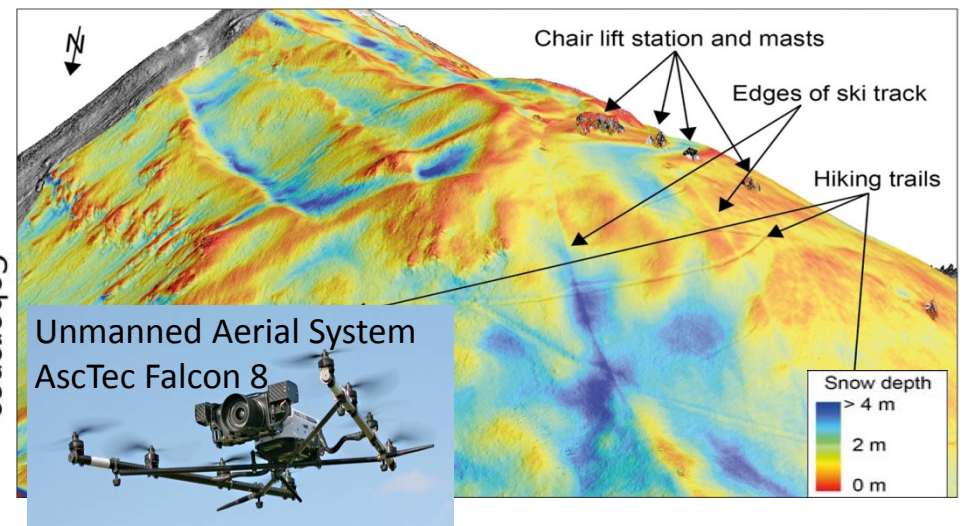 N
Chair lift station and masts
Edges of ski track
Hiking trails
Unmanned Aerial System
AscTec Falcon 8
Snow depth
> 4 m
2 m
0 m